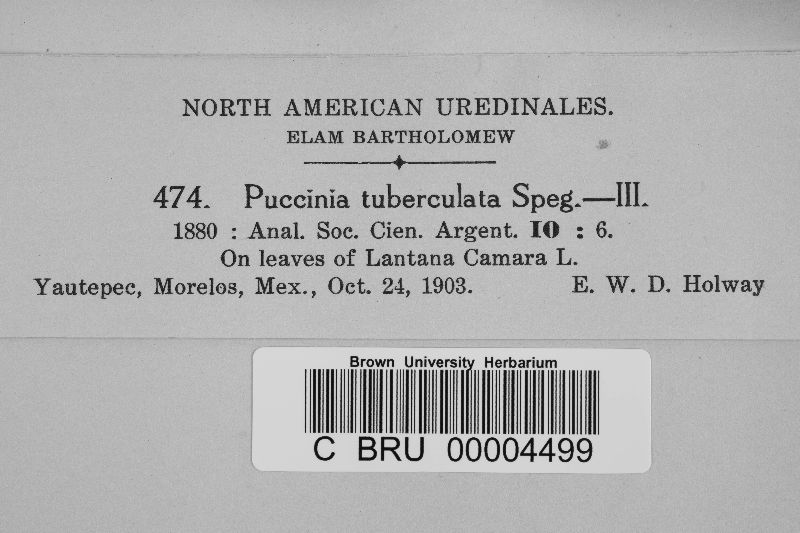 NORTH AMERICAN UREDINALES.
ELAM BARTHOLOMEW
474. Puccinia tuberculata Speg.—III.
1880 : Anal. Soc. Cien. Argent. 10 : 6.
On leaves of Lantana Camara L.
Yautepec, Morelos, Mex., Oct. 24, 1903. E. W. D. Holway
Brown University Herbarium
C BRU 00004499